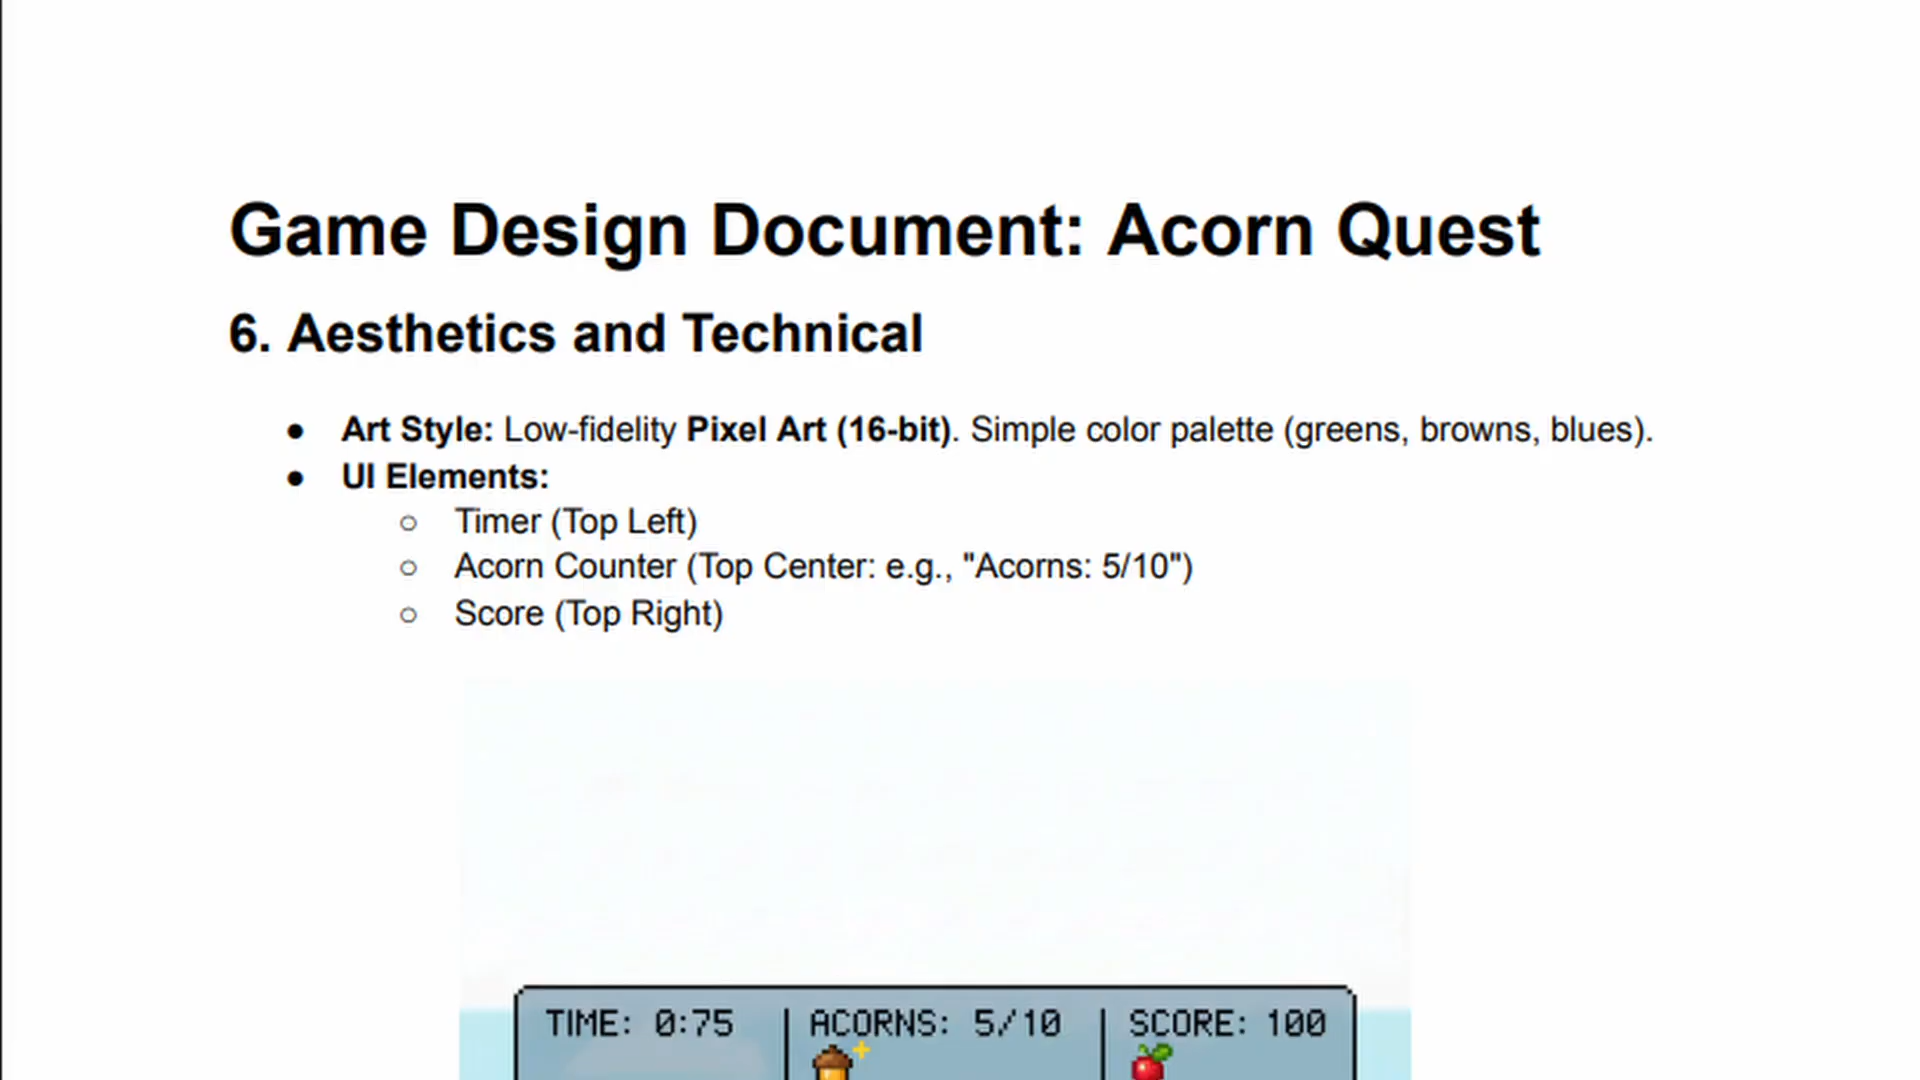 Game Design Document: Acorn Quest
6. Aesthetics and Technical
● Art Style: Low-fidelity Pixel Art (16-bit). Simple color palette (greens, browns, blues).
● UI Elements:
○ Timer (Top Left)
○ Acorn Counter (Top Center: e.g., "Acorns: 5/10")
○ Score (Top Right)
TIME: 0:75 ACORNS: 5/10 SCORE: 100